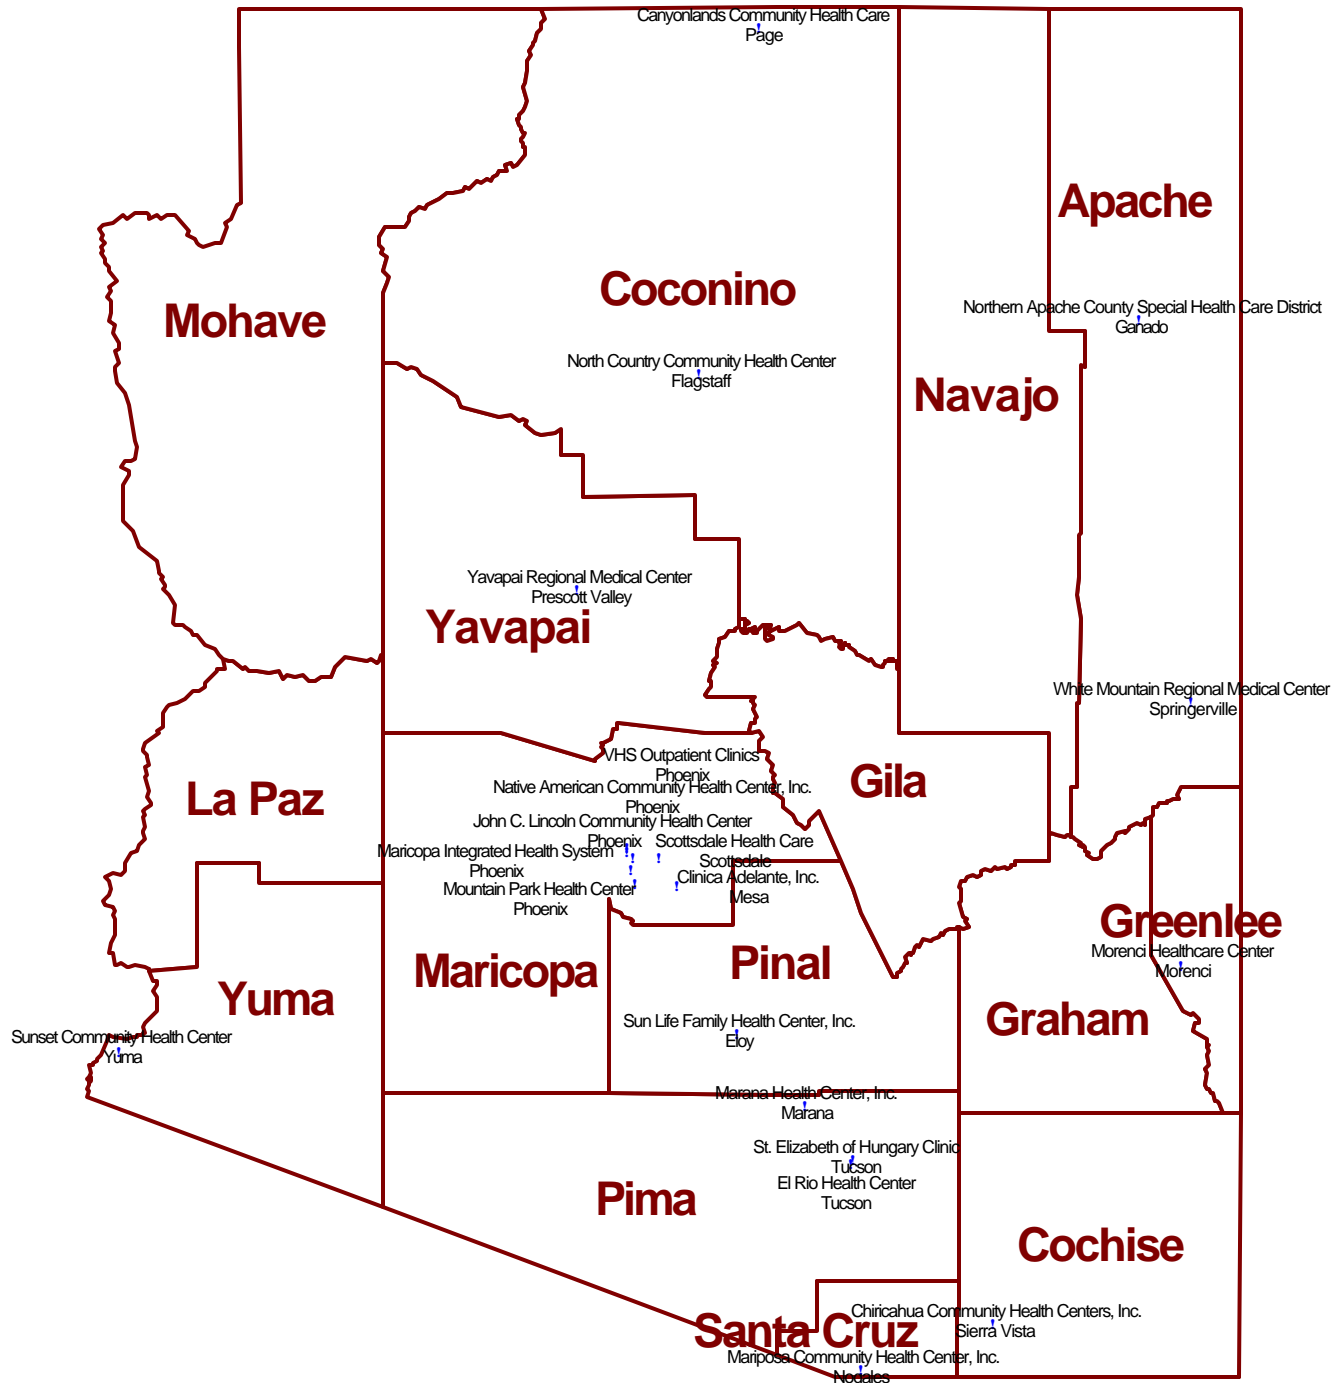 Canyonlands Community Health Care
Page
Apache
Coconino
Mohave
Northern Apache County Special Health Care District
Ganado
North Country Community Health Center
Flagstaff
Navajo
Yavapai Regional Medical Center
Prescott Valley
Yavapai
White Mountain Regional Medical Center
Springerville
VHS Outpatient Clinics
Phoenix
Gila
Native American Community Health Center, Inc.
Phoenix
La Paz
John C. Lincoln Community Health Center
Phoenix
Scottsdale Health Care
Scottsdale
Maricopa Integrated Health System
Phoenix
Clinica Adelante, Inc.
Mesa
Mountain Park Health Center
Phoenix
Greenlee
Morenci Healthcare Center
Morenci
Pinal
Maricopa
Yuma
Graham
Sun Life Family Health Center, Inc.
Eloy
Sunset Community Health Center
Yuma
Marana Health Center, Inc.
Marana
St. Elizabeth of Hungary Clinic
Tucson
El Rio Health Center
Tucson
Pima
Cochise
Chiricahua Community Health Centers, Inc.
Sierra Vista
Santa Cruz
Mariposa Community Health Center, Inc.
Nogales